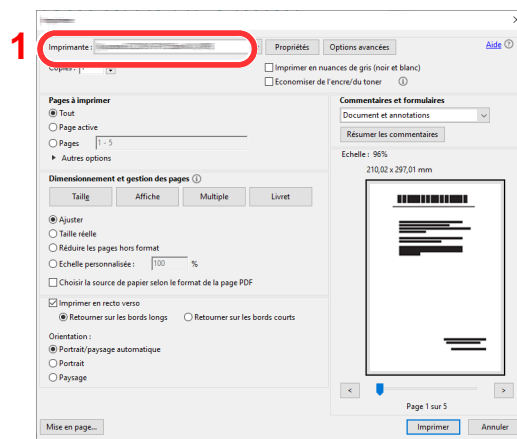 1
Imprimante :
Propriétés
Options avancées
Aide
Copies :
Imprimer en nuances de gris (noir et blanc)
Economiser de l'encre/du toner
Pages à imprimer
Tout
Page active
Pages 1 - 5
Autres options
Dimensionnement et gestion des pages
Taille Affiche Multiple Livret
Ajuster
Taille réelle
Réduire les pages hors format
Echelle personnalisée : 100 %
Choisir la source de papier selon le format de la page PDF
Imprimer en recto verso
Retourner sur les bords longs Retourner sur les bords courts
Orientation :
Portrait/paysage automatique
Portrait
Paysage
Commentaires et formulaires
Document et annotations
Résumer les commentaires
Echelle : 96%
210,02 x 297,01 mm
< >
Page 1 sur 5
Mise en page...
Imprimer Annuler